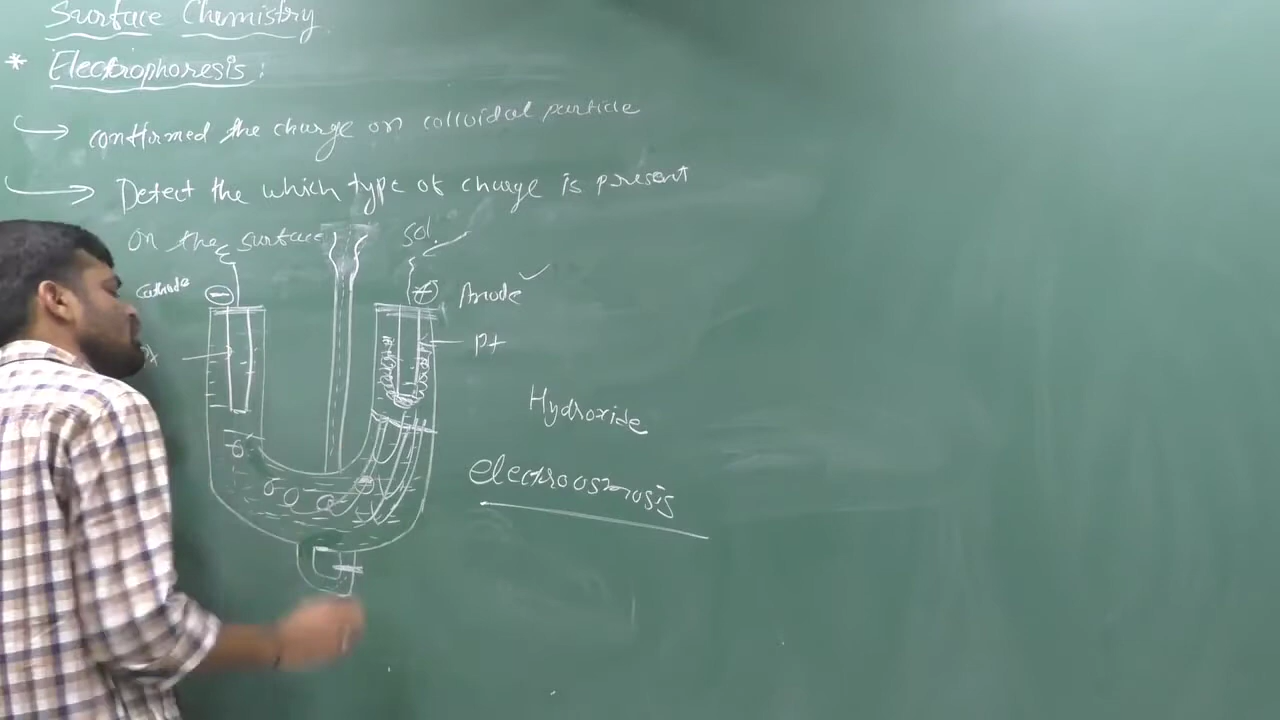 Surface Chemistry
* Electrophoresis:
confirmed the charge on colloidal particle
Detect the which type of charge is present
on the surface sol.
Cathode
−
+
Anode
Pt
Hydroxide
electroosmosis